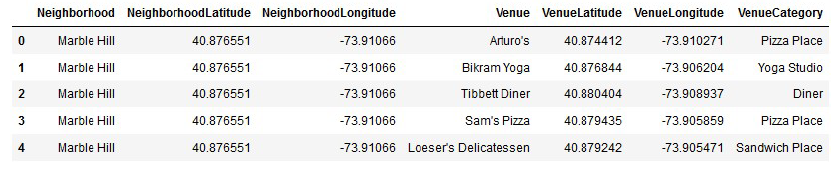 Neighborhood NeighborhoodLatitude NeighborhoodLongitude Venue VenueLatitude VenueLongitude VenueCategory
0 Marble Hill 40.876551 -73.91066 Arturo's 40.874412 -73.910271 Pizza Place
1 Marble Hill 40.876551 -73.91066 Bikram Yoga 40.876844 -73.906204 Yoga Studio
2 Marble Hill 40.876551 -73.91066 Tibbett Diner 40.880404 -73.908937 Diner
3 Marble Hill 40.876551 -73.91066 Sam's Pizza 40.879435 -73.905859 Pizza Place
4 Marble Hill 40.876551 -73.91066 Loeser's Delicatessen 40.879242 -73.905471 Sandwich Place